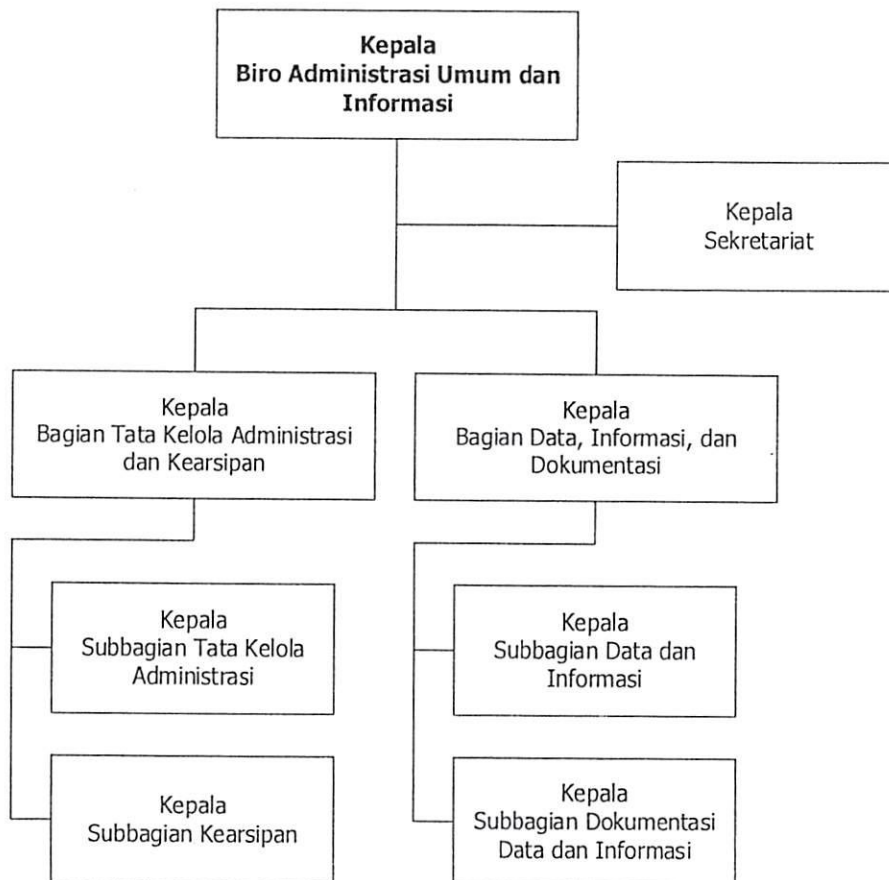 Kepala
Biro Administrasi Umum dan
Informasi
Kepala
Sekretariat
Kepala
Bagian Tata Kelola Administrasi
dan Kearsipan
Kepala
Bagian Data, Informasi, dan
Dokumentasi
Kepala
Subbagian Tata Kelola
Administrasi
Kepala
Subbagian Data dan
Informasi
Kepala
Subbagian Kearsipan
Kepala
Subbagian Dokumentasi
Data dan Informasi